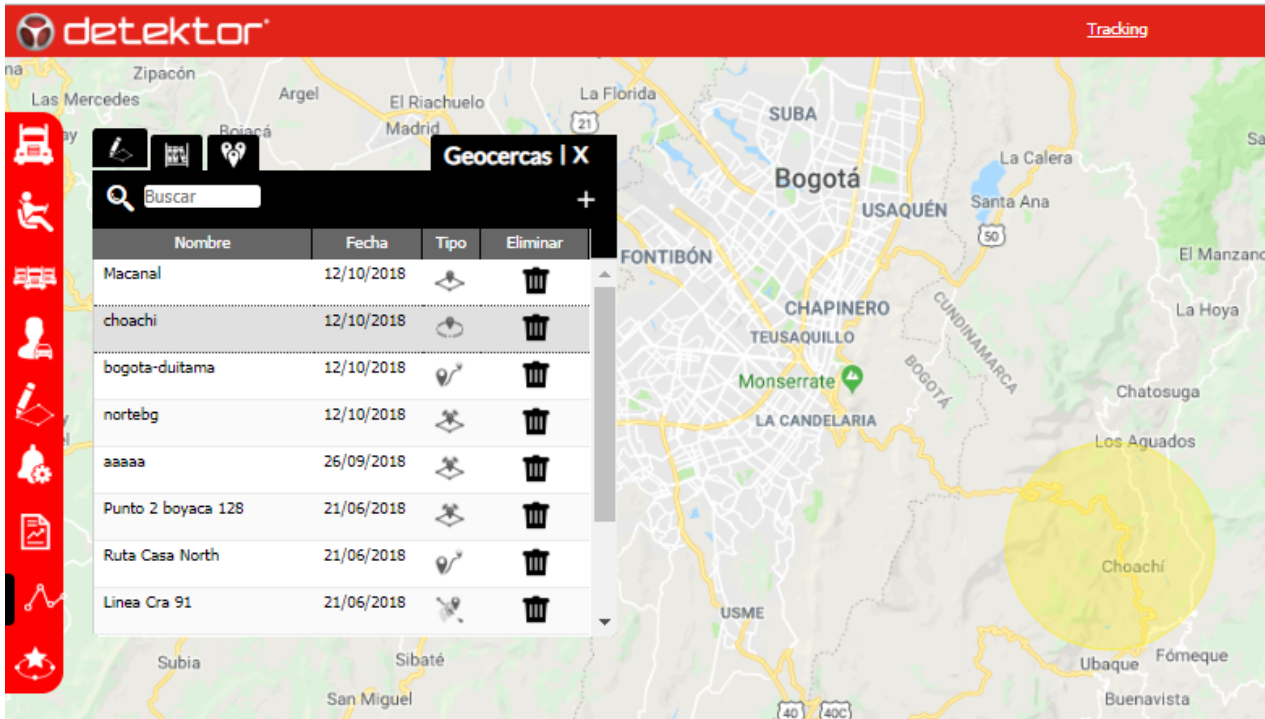 detektor
Tracking
na
Zipacón
Las Mercedes
Argel
El Riachuelo
La Florida
21
SUBA
Bojacá
Madrid
ay
La Calera
Sa
Geocercas | X
Bogotá
Buscar
+
USAQUÉN
Santa Ana
50
Nombre Fecha Tipo Eliminar
FONTIBÓN
El Manzano
Macanal 12/10/2018
choachi 12/10/2018
CHAPINERO
La Hoya
TEUSAQUILLO
CUNDINAMARCA
BOGOTÁ
bogota-duitama 12/10/2018
Monserrate
Chatosuga
nortebg 12/10/2018
LA CANDELARIA
y
el
Los Aguados
aaaaa 26/09/2018
Punto 2 boyaca 128 21/06/2018
Ruta Casa North 21/06/2018
Choachí
Linea Cra 91 21/06/2018
USME
Subia
Sibaté
Ubaque
Fómeque
San Miguel
Buenavista
40
40C